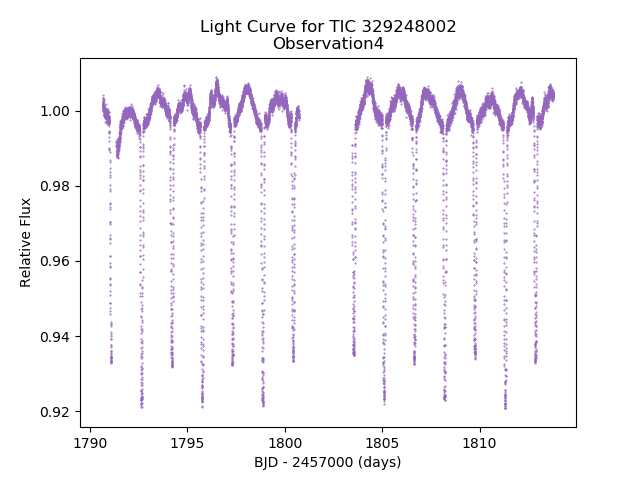 Light Curve for TIC 329248002
Observation4
1.00
0.98
0.96
0.94
0.92
Relative Flux
1790
1795
1800
1805
1810
BJD - 2457000 (days)